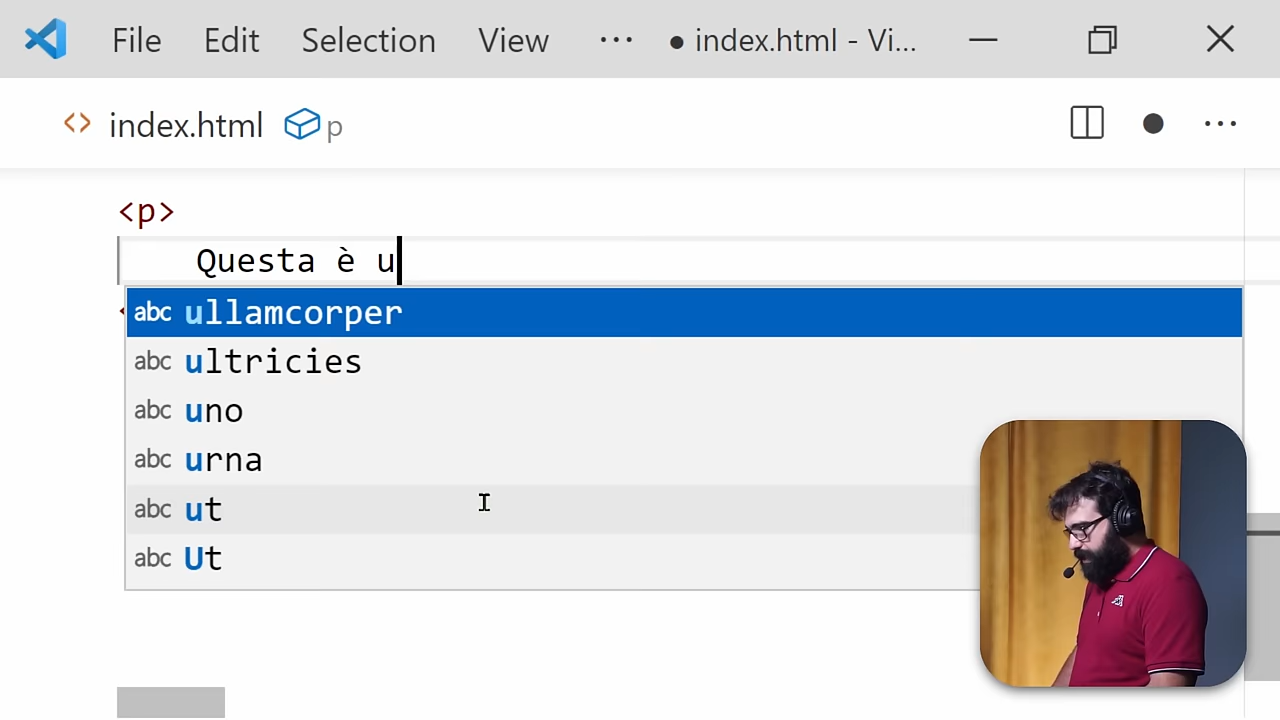 File Edit Selection View ··· ● index.html - Vi...
<> index.html p
<p>
Questa è u
abc ullamcorper
abc ultricies
abc uno
abc urna
abc ut
abc Ut